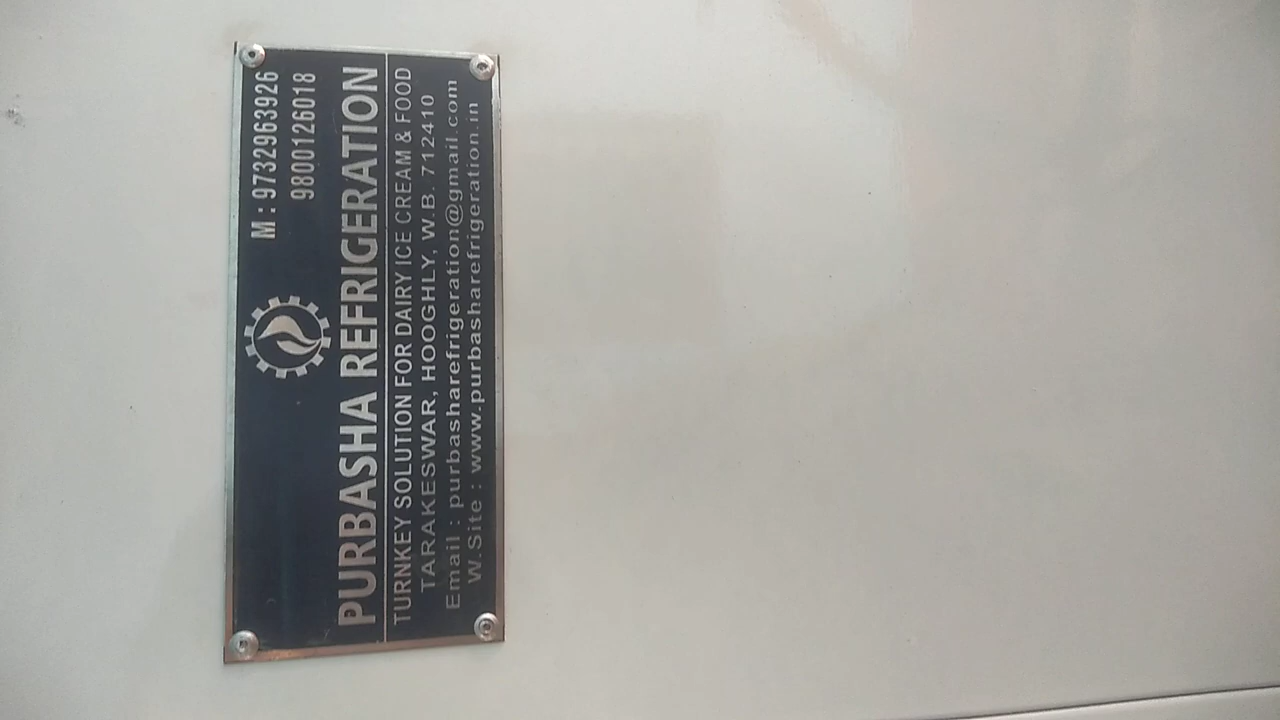 M : 9732963926
9800126018
PURBASHA REFRIGERATION
TURNKEY SOLUTION FOR DAIRY ICE CREAM & FOOD
TARAKESWAR, HOOGHLY, W.B. 712410
Email : purbasharefrigeration@gmail.com
W.Site : www.purbasharefrigeration.in